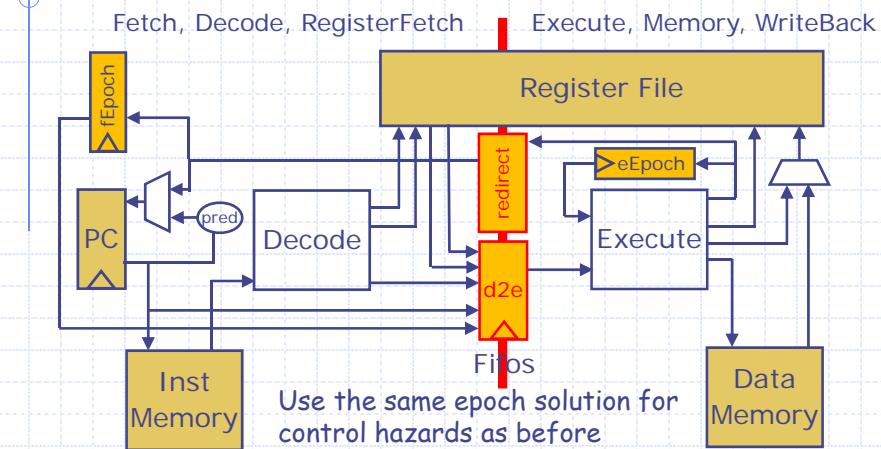 Fetch, Decode, RegisterFetch
Execute, Memory, WriteBack
Register File
fEpoch
redirect
eEpoch
PC
pred
Decode
Execute
d2e
Fifos
Inst
Memory
Data
Memory
Use the same epoch solution for
control hazards as before